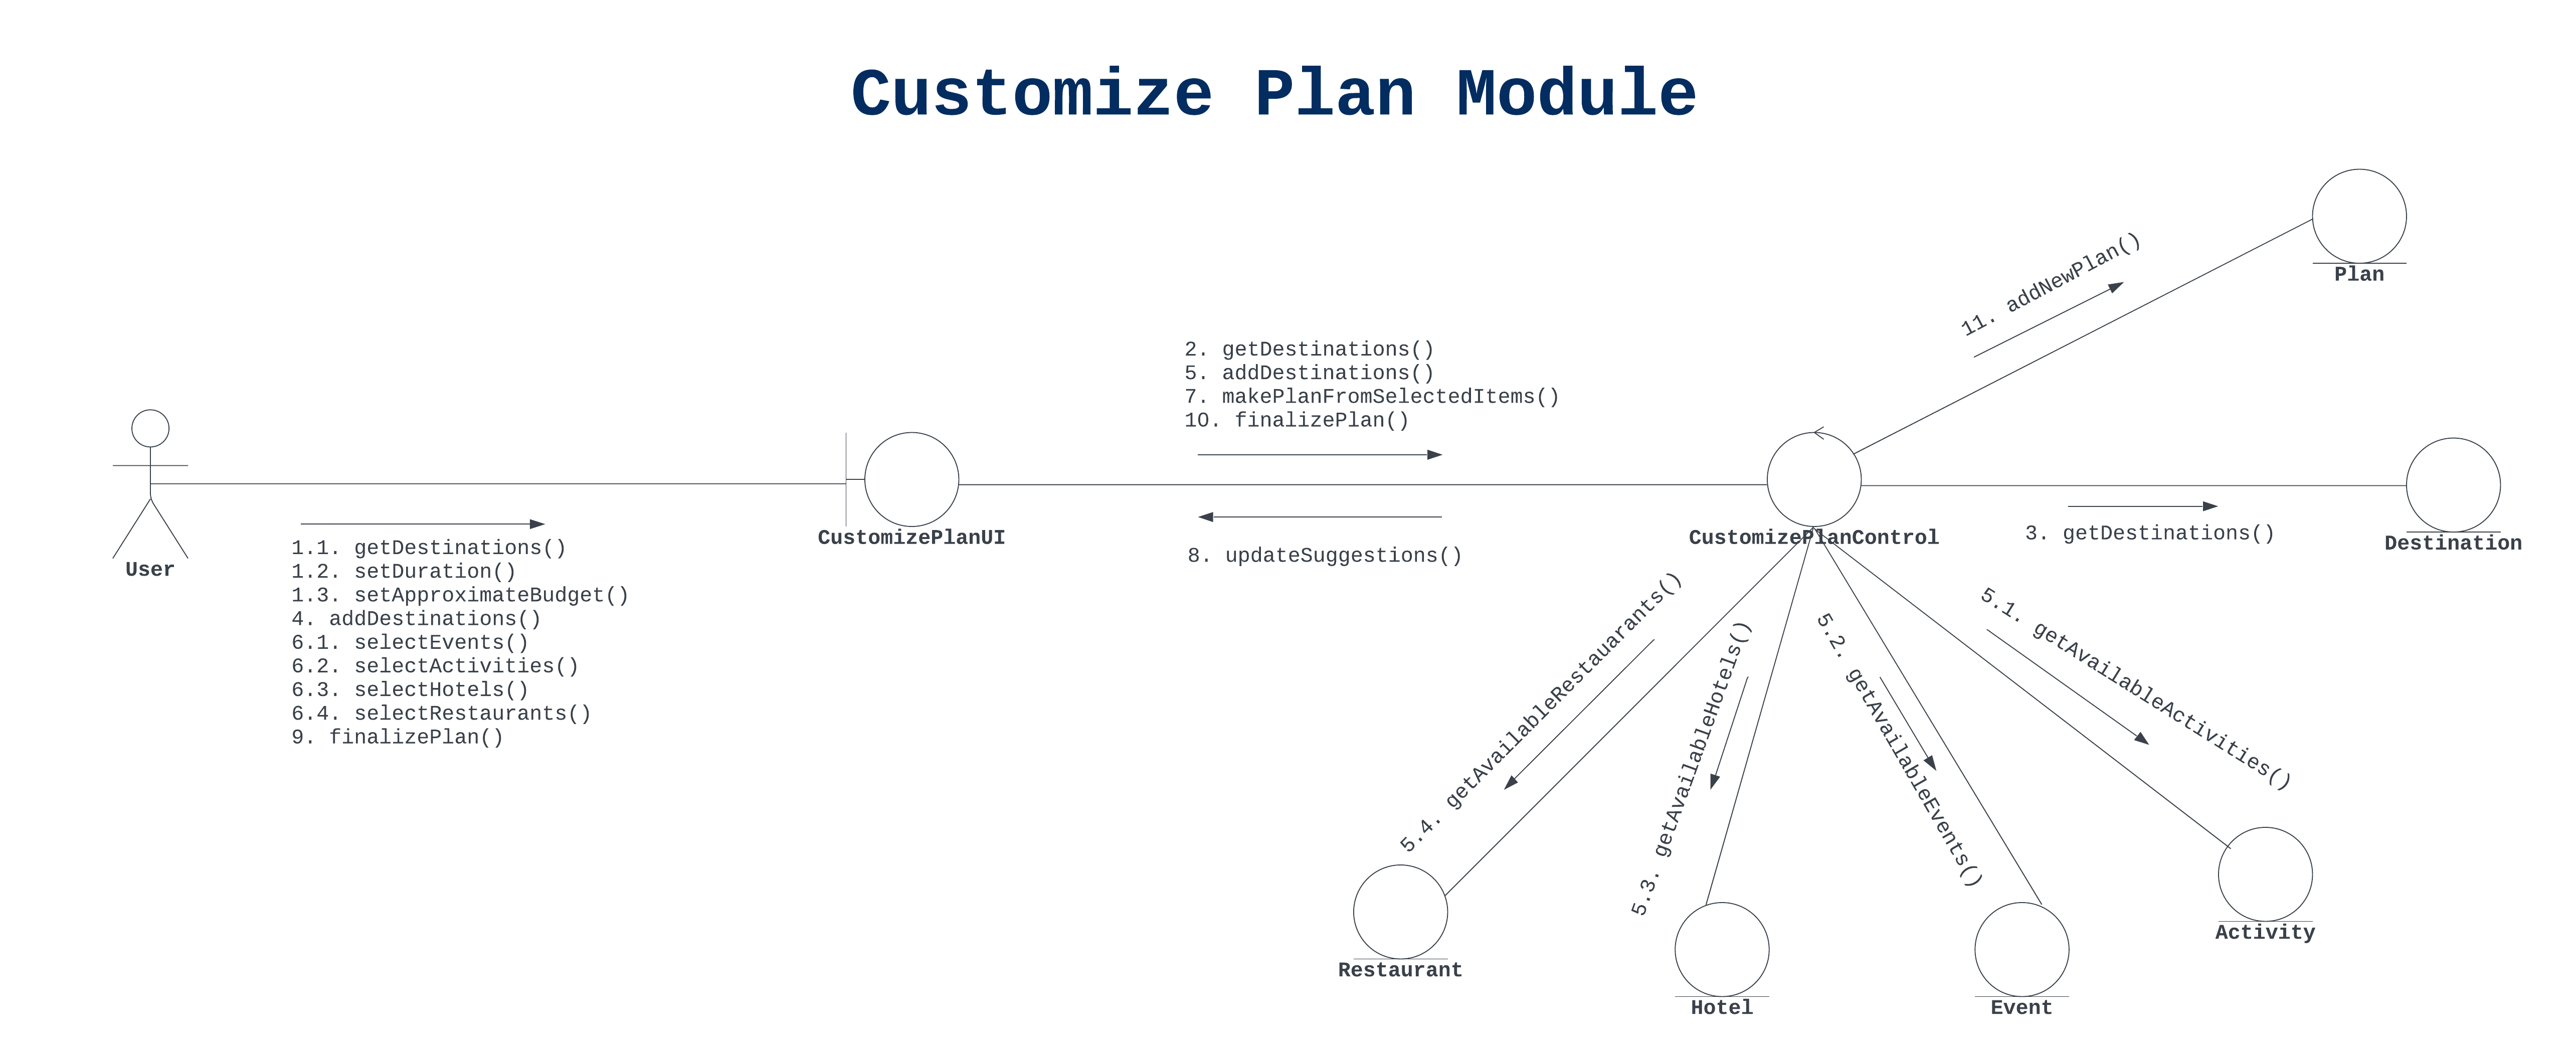 Customize Plan Module
11. addNewPlan()
Plan
2. getDestinations()
5. addDestinations()
7. makePlanFromSelectedItems()
10. finalizePlan()
User
CustomizePlanUI
CustomizePlanControl
Destination
3. getDestinations()
8. updateSuggestions()
1.1. getDestinations()
1.2. setDuration()
1.3. setApproximateBudget()
4. addDestinations()
6.1. selectEvents()
6.2. selectActivities()
6.3. selectHotels()
6.4. selectRestaurants()
9. finalizePlan()
5.4. getAvailableRestauarants()
5.3. getAvailableHotels()
5.2. getAvailableEvents()
5.1. getAvailableActivities()
Restaurant
Hotel
Event
Activity